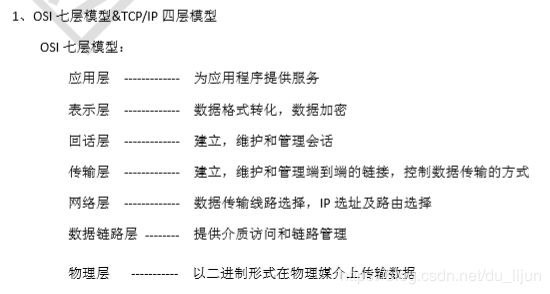 1、OSI 七层模型&TCP/IP 四层模型
OSI 七层模型：
应用层 ------------- 为应用程序提供服务
表示层 ------------- 数据格式转化，数据加密
回话层 ------------- 建立，维护和管理会话
传输层 ------------- 建立，维护和管理端到端的链接，控制数据传输的方式
网络层 ------------- 数据传输线路选择，IP 选址及路由选择
数据链路层 -------- 提供介质访问和链路管理
物理层 ----------- 以二进制形式在物理媒介上传输数据
https://blog.csdn.net/du_lijun